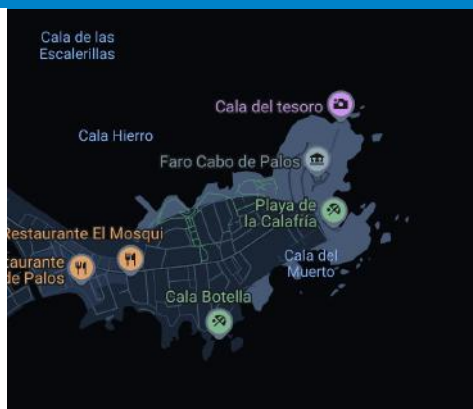 Cala de las
Escalerillas
Cala del tesoro
Cala Hierro
Faro Cabo de Palos
Playa de
la Calafría
Restaurante El Mosqui
Cala del
Muerto
taurante
de Palos
Cala Botella